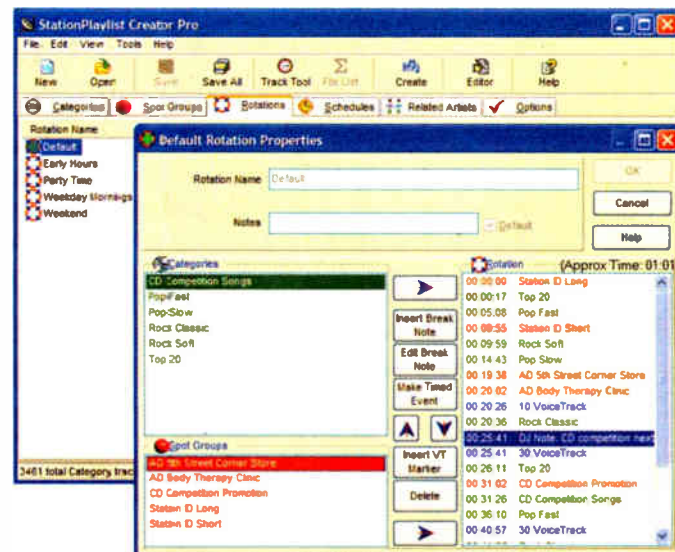 StationPlaylist Creator Pro
File Edit View Tools Help
New Open Save Save All Track Tool File List Create Editor Help
Categories Spot Groups Rotations Schedules Related Artists Options
Rotation Name
Default
Early Hours
Party Time
Weekday Mornings
Weekend
3461 total Category trac
Default Rotation Properties
Rotation Name Default
Notes
Default
OK
Cancel
Help
Categories
CD Competition Songs
Pop Fast
Pop Slow
Rock Classic
Rock Soft
Top 20
Spot Groups
AD 5th Street Corner Store
AD Body Therapy Clinic
CD Competition Promotion
Station ID Long
Station ID Short
Insert Break
Note
Edit Break
Note
Make Timed
Event
Insert VT
Marker
Delete
Rotation (Approx Time: 01:01
00:00:09 Station ID Long
00:00:17 Top 20
00:05:08 Pop Fast
00:09:55 Station ID Short
00:09:59 Rock Soft
00:14:43 Pop Slow
00:19:38 AD 5th Street Corner Store
00:20:02 AD Body Therapy Clinic
00:20:26 10 VoiceTrack
00:20:36 Rock Classic
00:25:41 DJ Note: CD competition next
00:25:41 30 VoiceTrack
00:26:11 Top 20
00:31:02 CD Competition Promotion
00:31:26 CD Competition Songs
00:36:10 Pop Fast
00:40:57 30 VoiceTrack